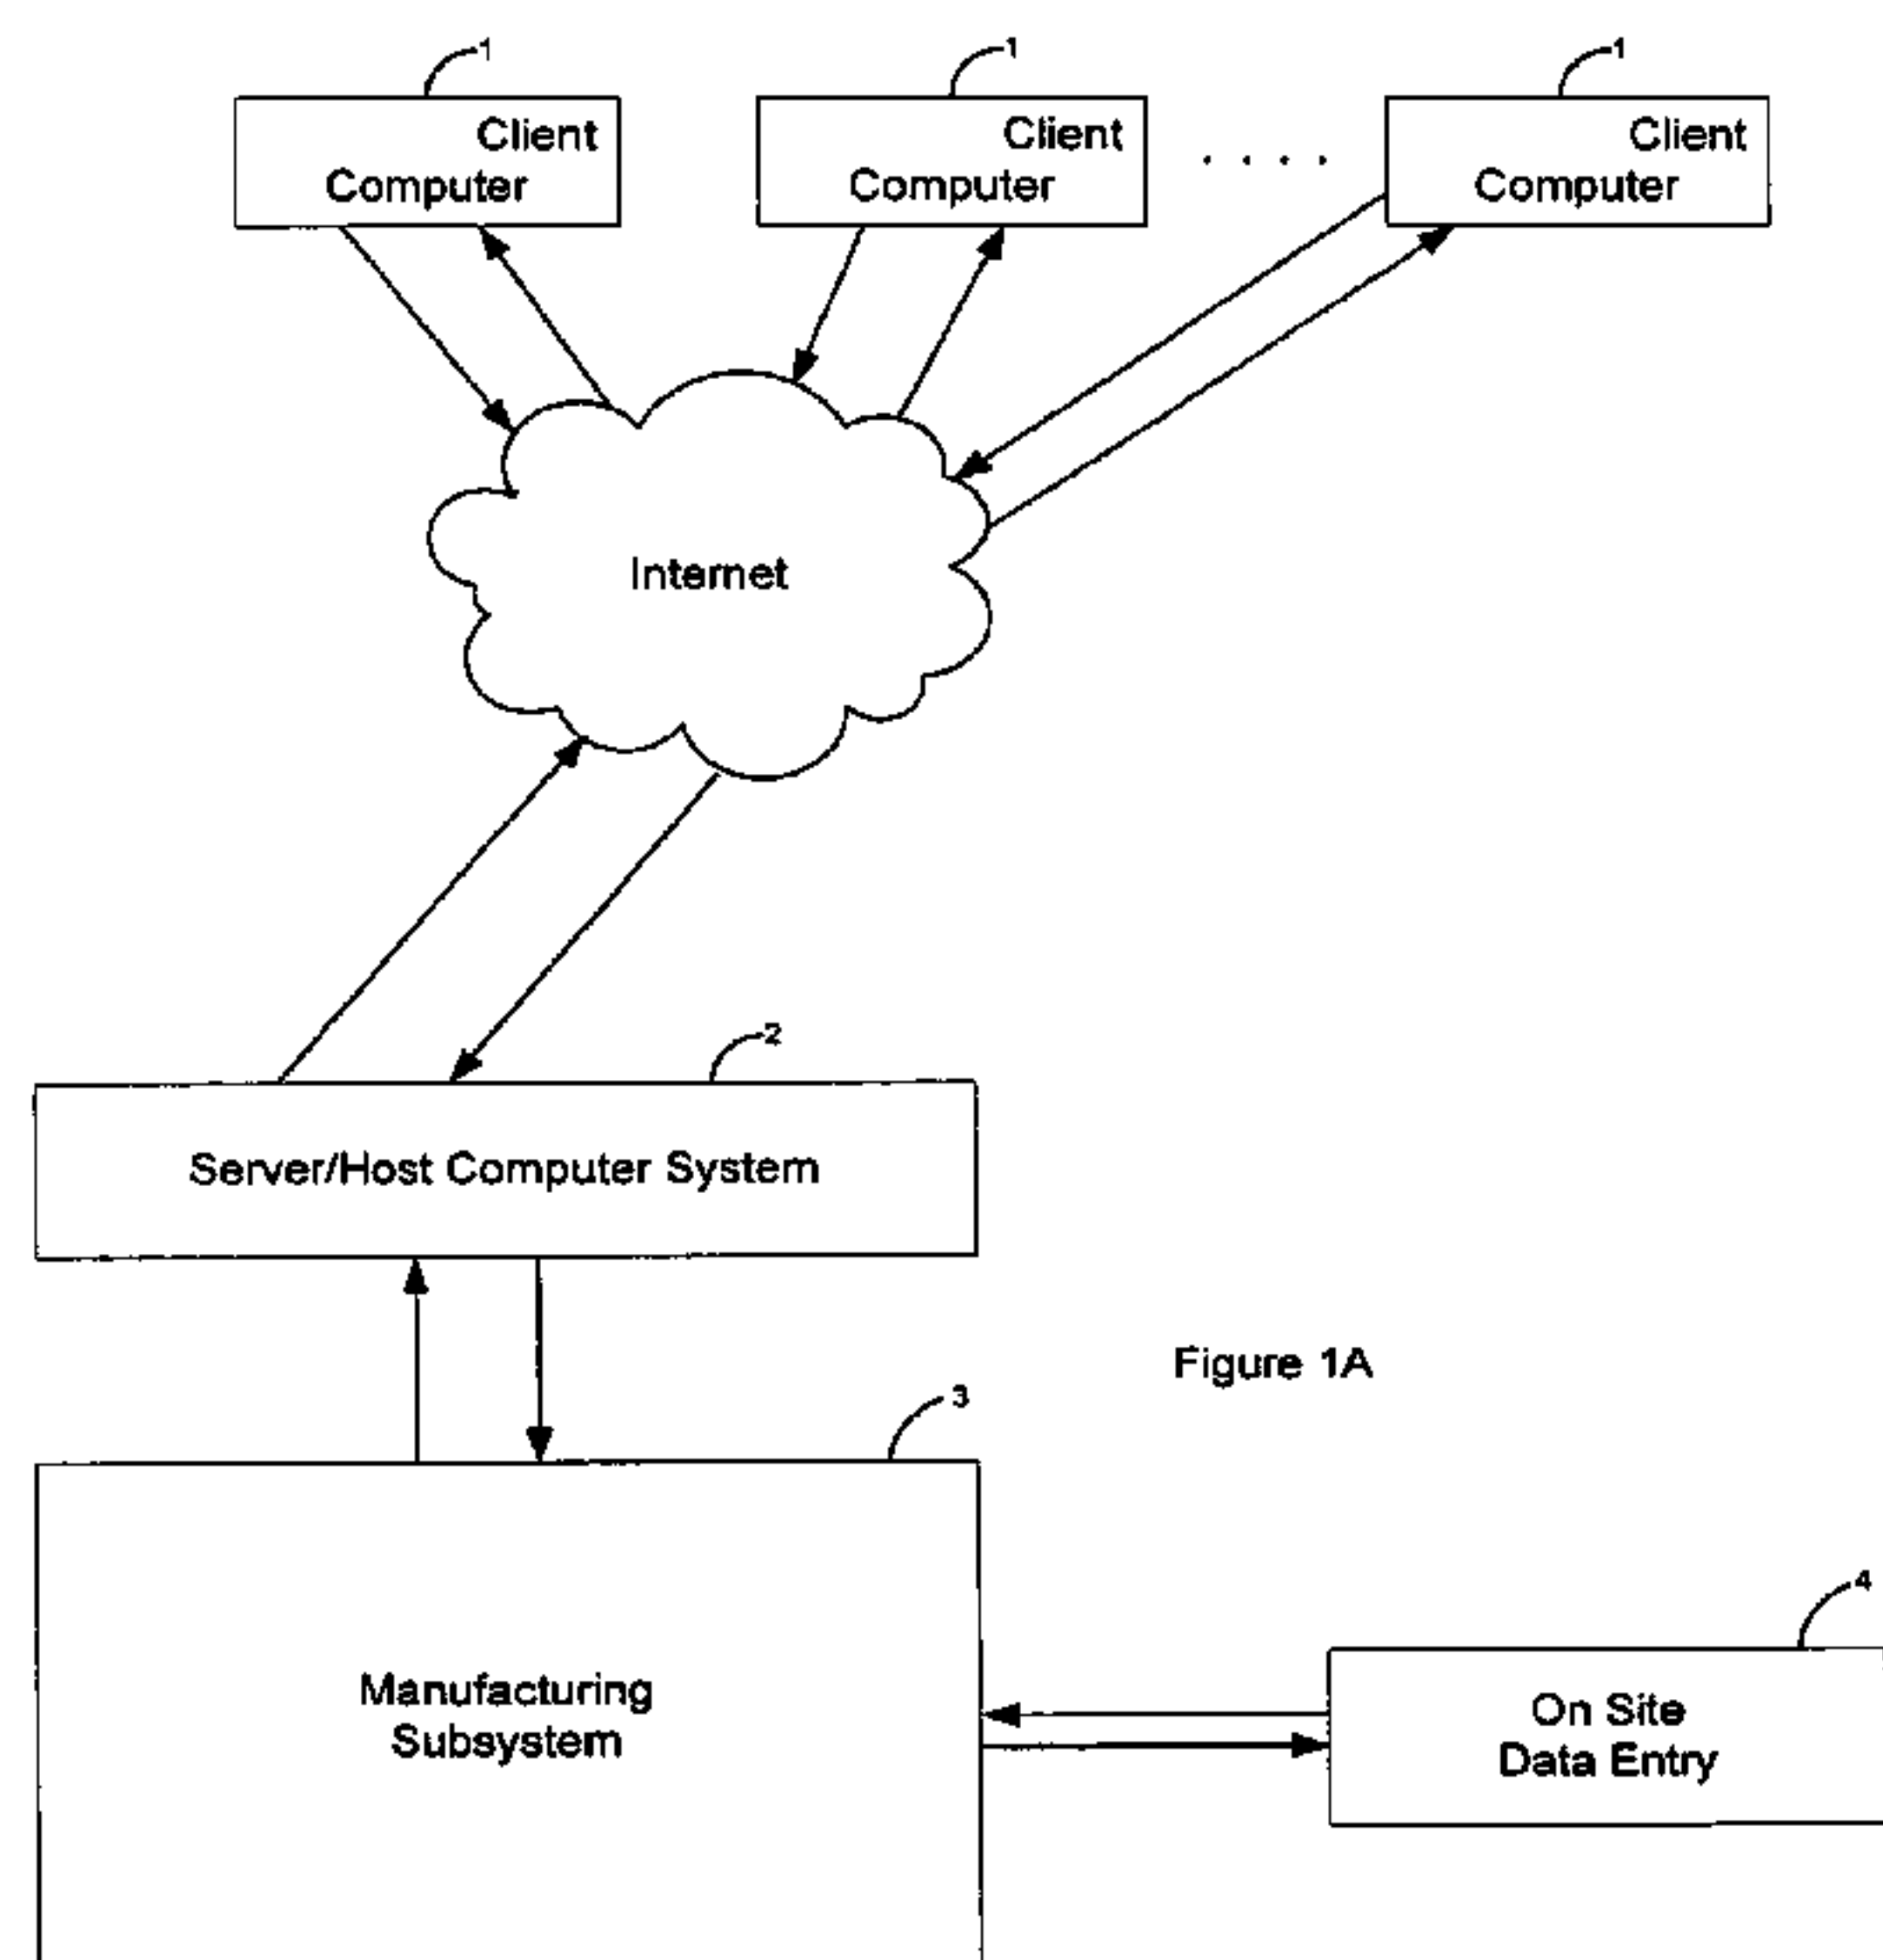 1
1
1
Client
Computer
Client
Computer
. . . .
Client
Computer
Internet
2
Server/Host Computer System
Figure 1A
3
Manufacturing
Subsystem
4
On Site
Data Entry